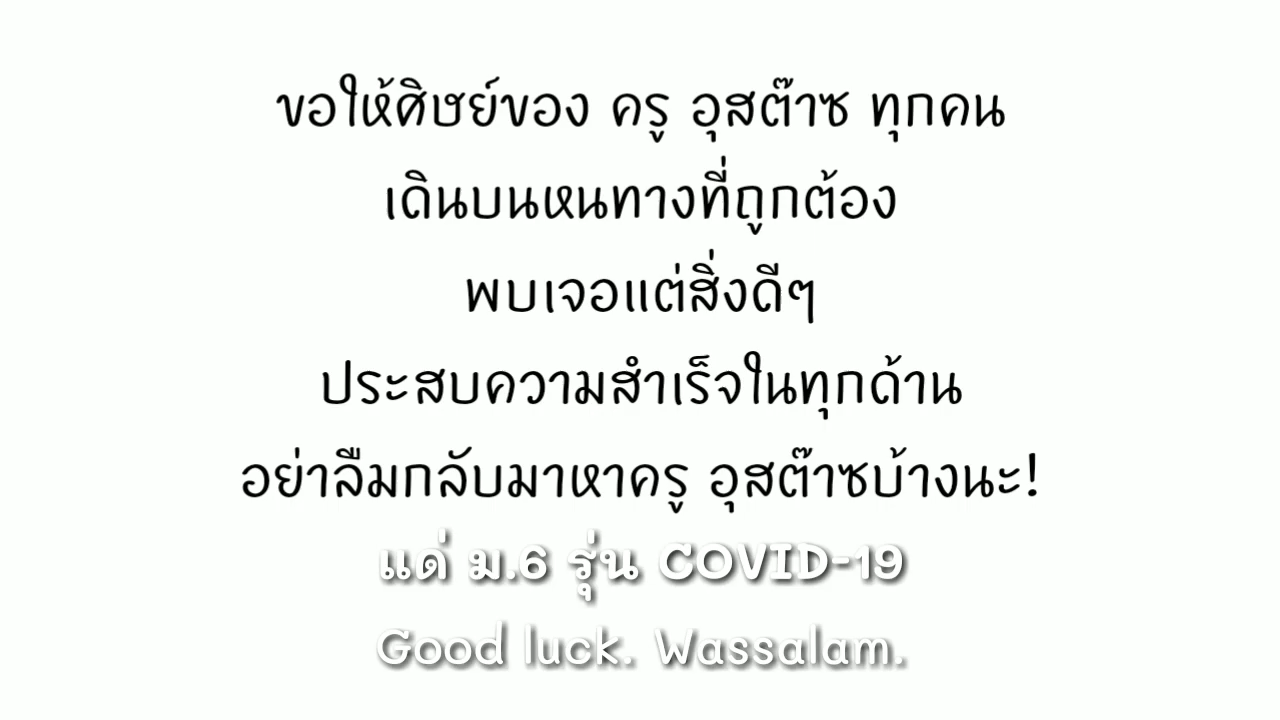 ขอให้ศิษย์ของ ครู อุสต๊าซ ทุกคน
เดินบนหนทางที่ถูกต้อง
พบเจอแต่สิ่งดีๆ
ประสบความสำเร็จในทุกด้าน
อย่าลืมกลับมาหาครู อุสต๊าซบ้างนะ!
แด่ ม.6 รุ่น COVID-19
Good luck. Wassalam.